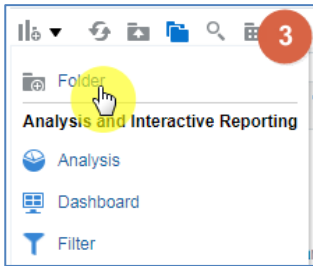 3
Folder
Analysis and Interactive Reporting
Analysis
Dashboard
Filter